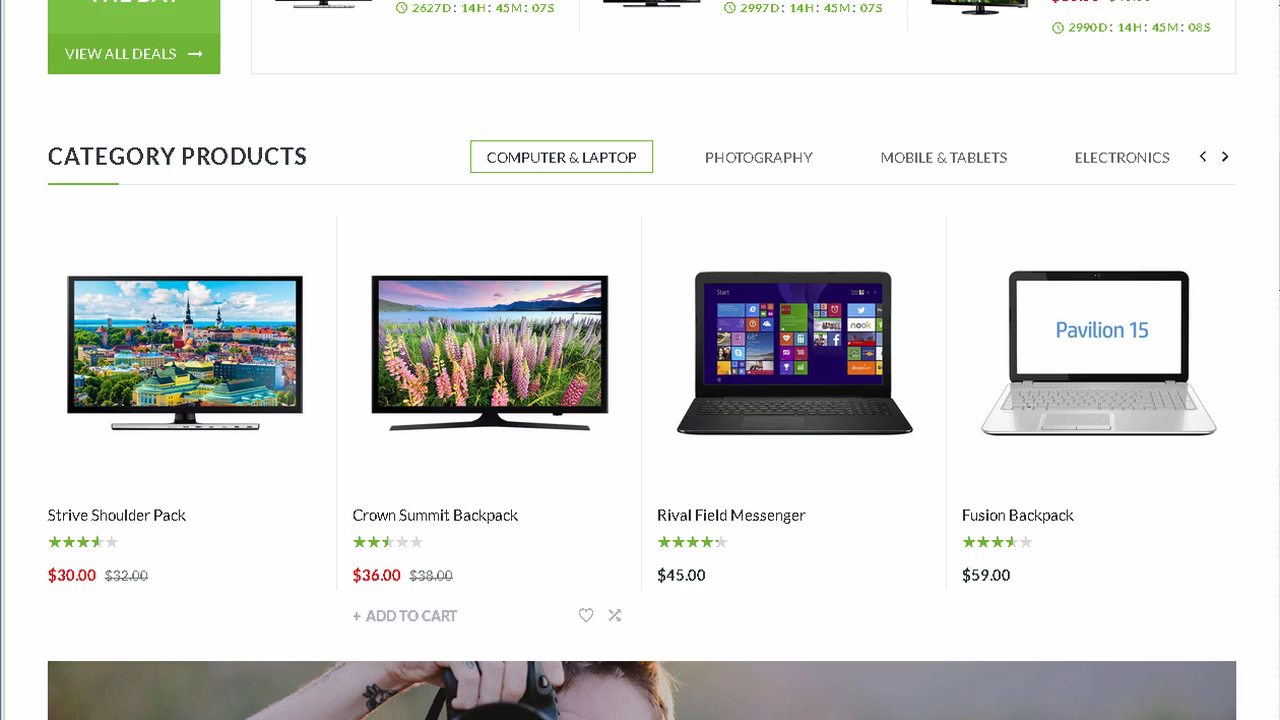 2627D: 14H: 45M: 07S
2997D: 14H: 45M: 07S
2990D: 14H: 45M: 08S
VIEW ALL DEALS
CATEGORY PRODUCTS
COMPUTER & LAPTOP
PHOTOGRAPHY
MOBILE & TABLETS
ELECTRONICS
Start
nook
Pavilion 15
Strive Shoulder Pack
Crown Summit Backpack
Rival Field Messenger
Fusion Backpack
$30.00 $32.00
$36.00 $38.00
$45.00
$59.00
+ ADD TO CART